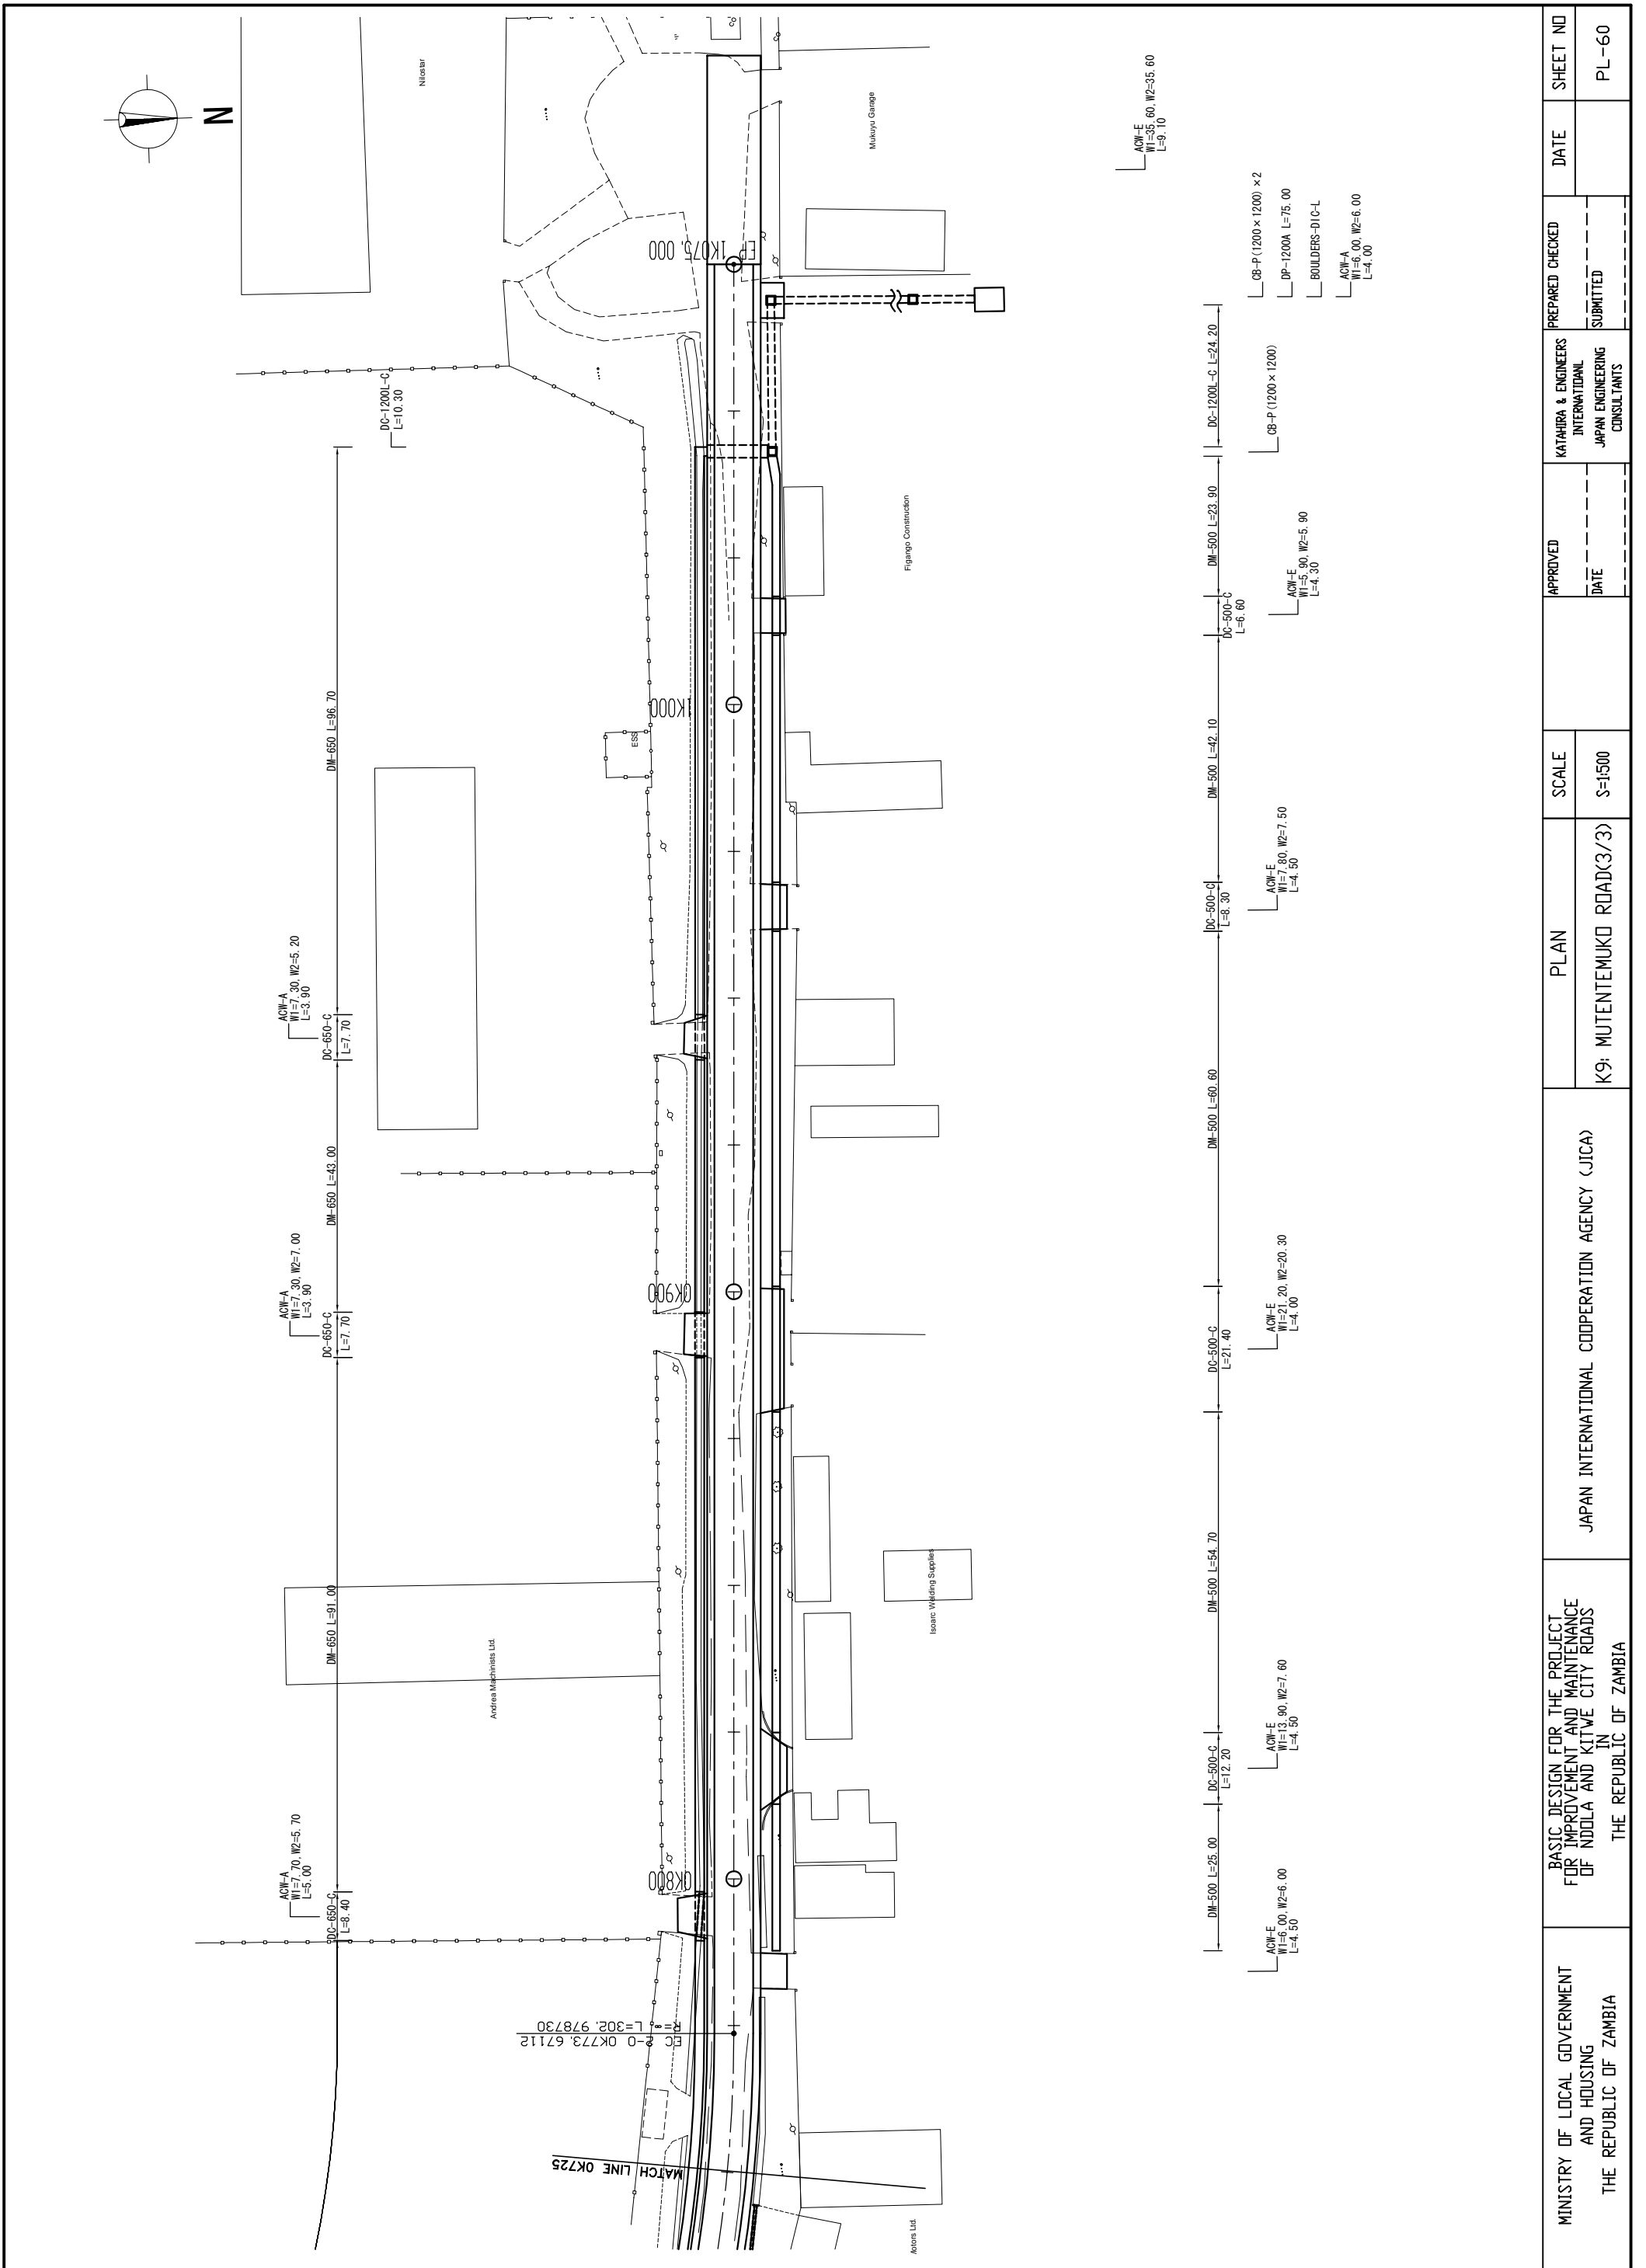 N
Nilostar
Mukuyu Garage
ACW-E
W1=35.60, W2=35.60
L=9.10
EP 1K075.000
CB-P(1200×1200)×2
DP-1200A L=75.00
BOULDERS-D1C-L
ACW-A
W1=6.00, W2=6.00
L=4.00
DC-1200L-C L=24.20
DC-1200L-C
L=10.30
CB-P(1200×1200)
Figango Construction
DM-500 L=23.90
ACW-E
W1=5.90, W2=5.90
L=4.30
DC-500-C
L=6.60
DM-650 L=96.70
1K000
ESS
DM-500 L=42.10
ACW-E
W1=7.80, W2=7.50
L=4.50
DC-500-C
L=8.30
ACW-A
W1=7.30, W2=5.20
L=3.90
DC-650-C
L=7.70
DM-500 L=60.60
DM-650 L=43.00
ACW-A
W1=7.30, W2=7.00
L=3.90
DC-650-C
L=7.70
0K900
ACW-E
W1=21.20, W2=20.30
L=4.00
DC-500-C
L=21.40
DM-500 L=54.70
Isoarc Welding Supplies
DM-650 L=91.00
Andrea Machinists Ltd.
ACW-E
W1=13.90, W2=7.60
L=4.50
DC-500-C
L=12.20
ACW-A
W1=7.70, W2=5.70
L=5.00
DC-650-C
L=8.40
0K800
DM-500 L=25.00
ACW-E
W1=6.00, W2=6.00
L=4.50
EC 2-0 0K773.67112
R=∞ L=302.978730
MATCH LINE 0K725
Motors Ltd.
MINISTRY OF LOCAL GOVERNMENT
AND HOUSING
THE REPUBLIC OF ZAMBIA
BASIC DESIGN FOR THE PROJECT
FOR IMPROVEMENT AND MAINTENANCE
OF NDOLA AND KITWE CITY ROADS
IN
THE REPUBLIC OF ZAMBIA
JAPAN INTERNATIONAL COOPERATION AGENCY (JICA)
PLAN
K9: MUTENTEMUKO ROAD(3/3)
SCALE
S=1:500
APPROVED
DATE
KATAHIRA & ENGINEERS
INTERNATIOANL
JAPAN ENGINEERING
CONSULTANTS
PREPARED CHECKED
SUBMITTED
DATE
SHEET NO
PL-60